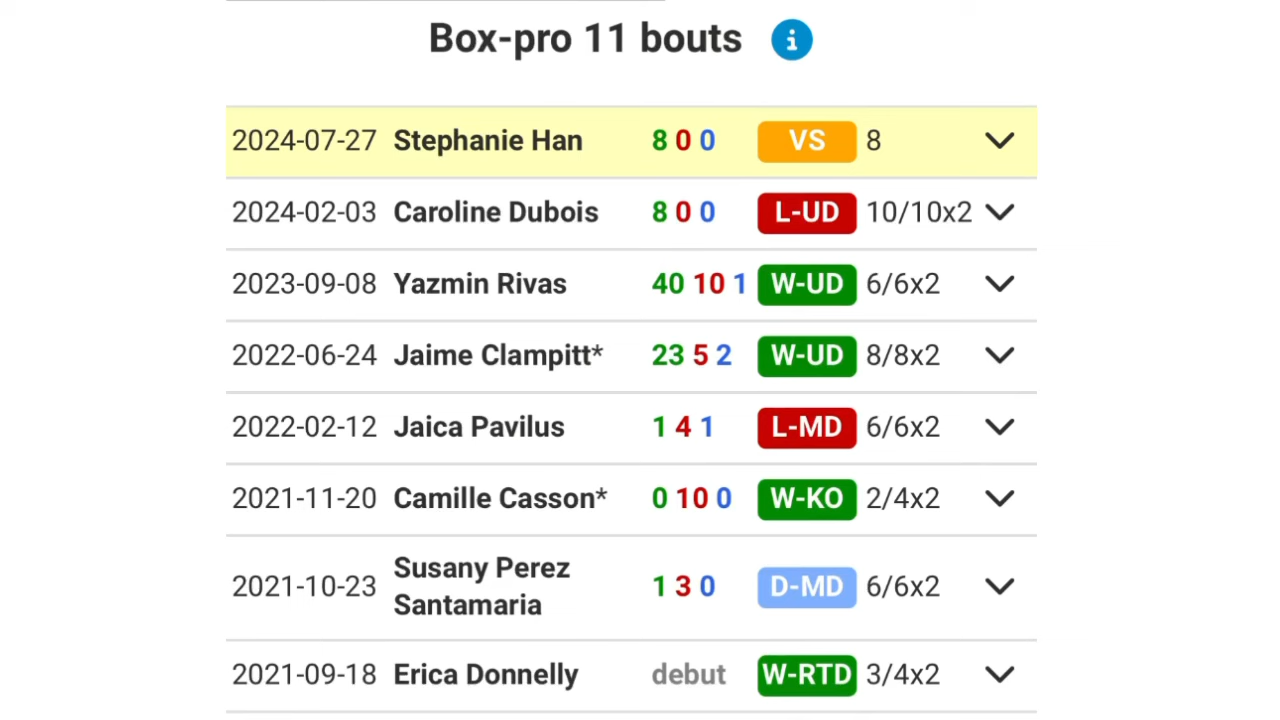 Box-pro 11 bouts i
2024-07-27 Stephanie Han 8 0 0 VS 8
2024-02-03 Caroline Dubois 8 0 0 L-UD 10/10x2
2023-09-08 Yazmin Rivas 40 10 1 W-UD 6/6x2
2022-06-24 Jaime Clampitt* 23 5 2 W-UD 8/8x2
2022-02-12 Jaica Pavilus 1 4 1 L-MD 6/6x2
2021-11-20 Camille Casson* 0 10 0 W-KO 2/4x2
2021-10-23 Susany Perez 1 3 0 D-MD 6/6x2
Santamaria
2021-09-18 Erica Donnelly debut W-RTD 3/4x2